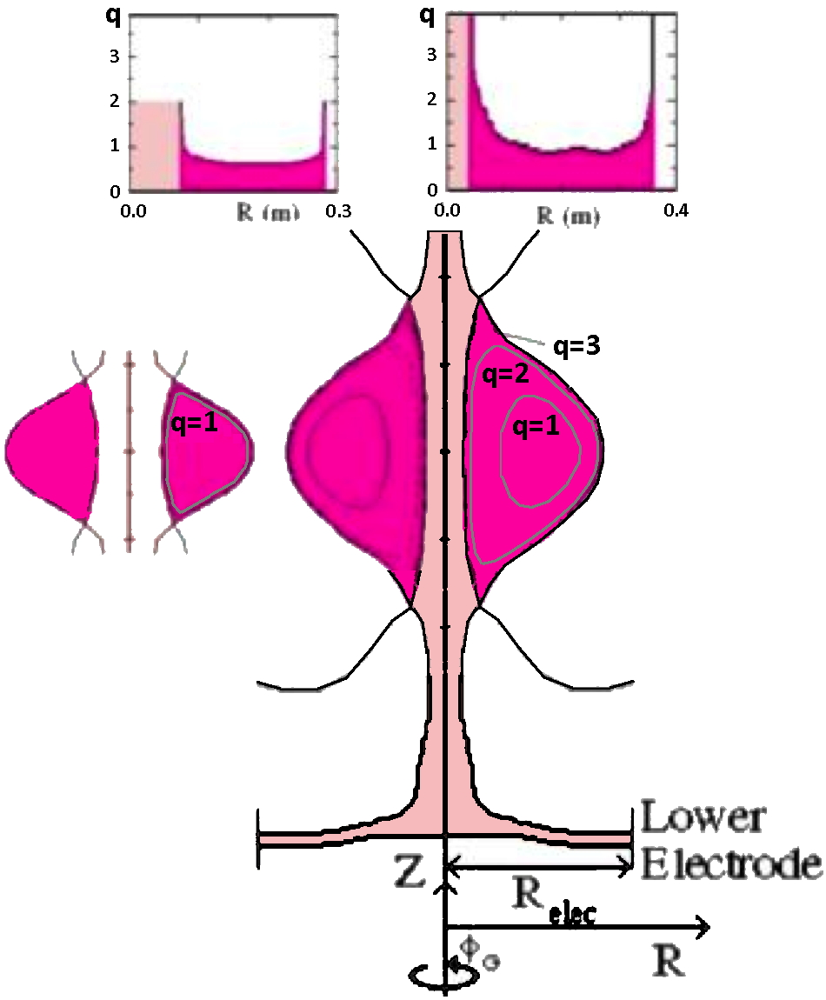 q
3
2
1
0
0.0
R (m)
0.3
q
3
2
1
0
0.0
R (m)
0.4
q=3
q=2
q=1
q=1
Lower
Electrode
Z
R elec
ϕ
R